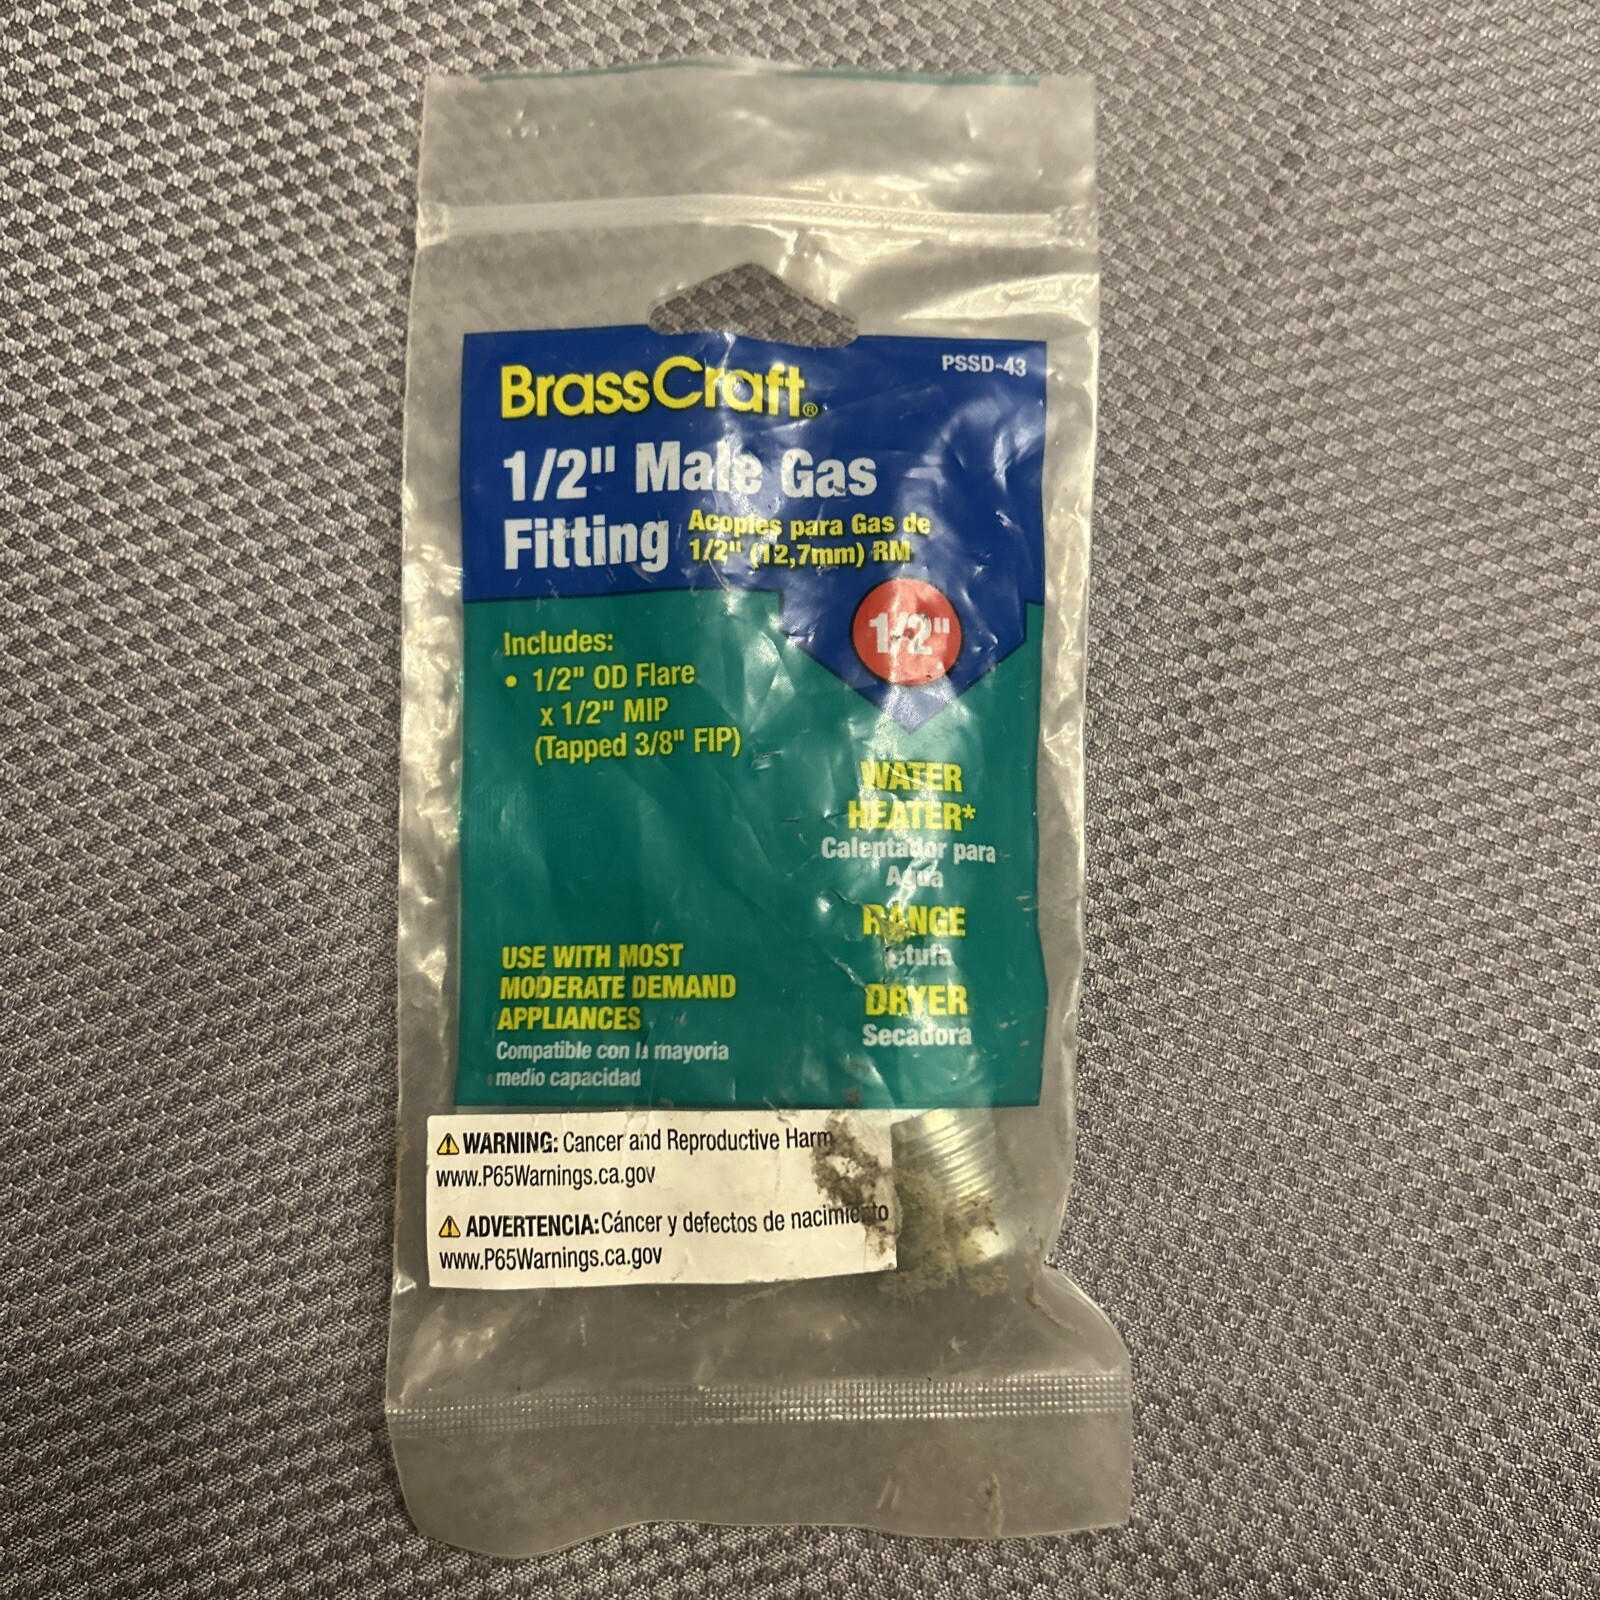 BrassCraft®
PSSD-43
1/2" Male Gas
Fitting
Acoples para Gas de
1/2" (12,7mm) RM
1/2"
Includes:
• 1/2" OD Flare
x 1/2" MIP
(Tapped 3/8" FIP)
WATER
HEATER*
Calentador para
Agua
RANGE
Estufa
DRYER
Secadora
USE WITH MOST
MODERATE DEMAND
APPLIANCES
Compatible con la mayoria
medio capacidad
⚠ WARNING: Cancer and Reproductive Harm
www.P65Warnings.ca.gov
⚠ ADVERTENCIA:Cáncer y defectos de nacimiento
www.P65Warnings.ca.gov